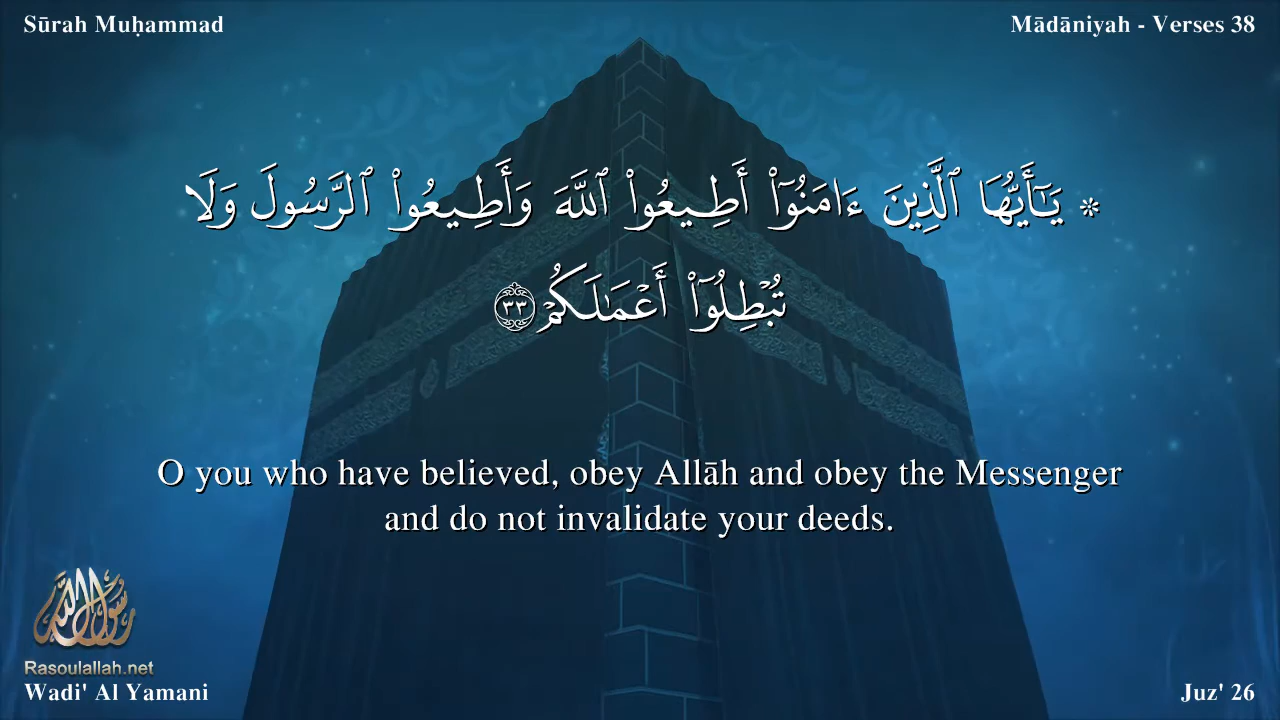 Sūrah Muḥammad
Mādāniyah - Verses 38
۞ يَـٰٓأَيُّهَا ٱلَّذِينَ ءَامَنُوٓا۟ أَطِيعُوا۟ ٱللَّهَ وَأَطِيعُوا۟ ٱلرَّسُولَ وَلَا
تُبْطِلُوٓا۟ أَعْمَـٰلَكُمْ ٣٣
O you who have believed, obey Allāh and obey the Messenger
and do not invalidate your deeds.
رسول الله
Rasoulallah.net
Wadi' Al Yamani
Juz' 26